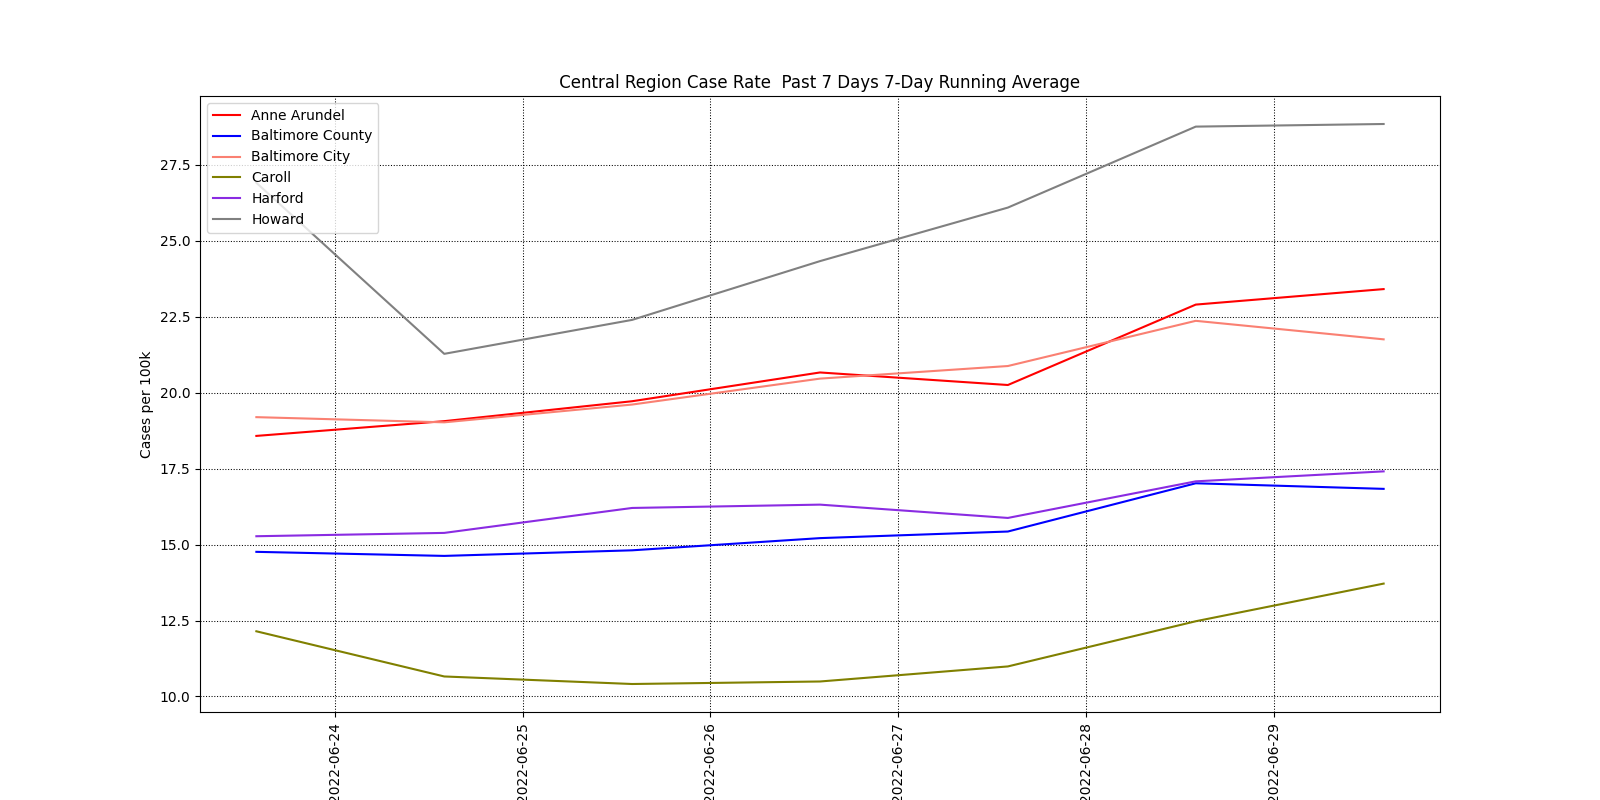 Central Region Case Rate  Past 7 Days 7-Day Running Average
Anne Arundel
Baltimore County
Baltimore City
Caroll
Harford
Howard
Cases per 100k
27.5
25.0
22.5
20.0
17.5
15.0
12.5
10.0
2022-06-24
2022-06-25
2022-06-26
2022-06-27
2022-06-28
2022-06-29